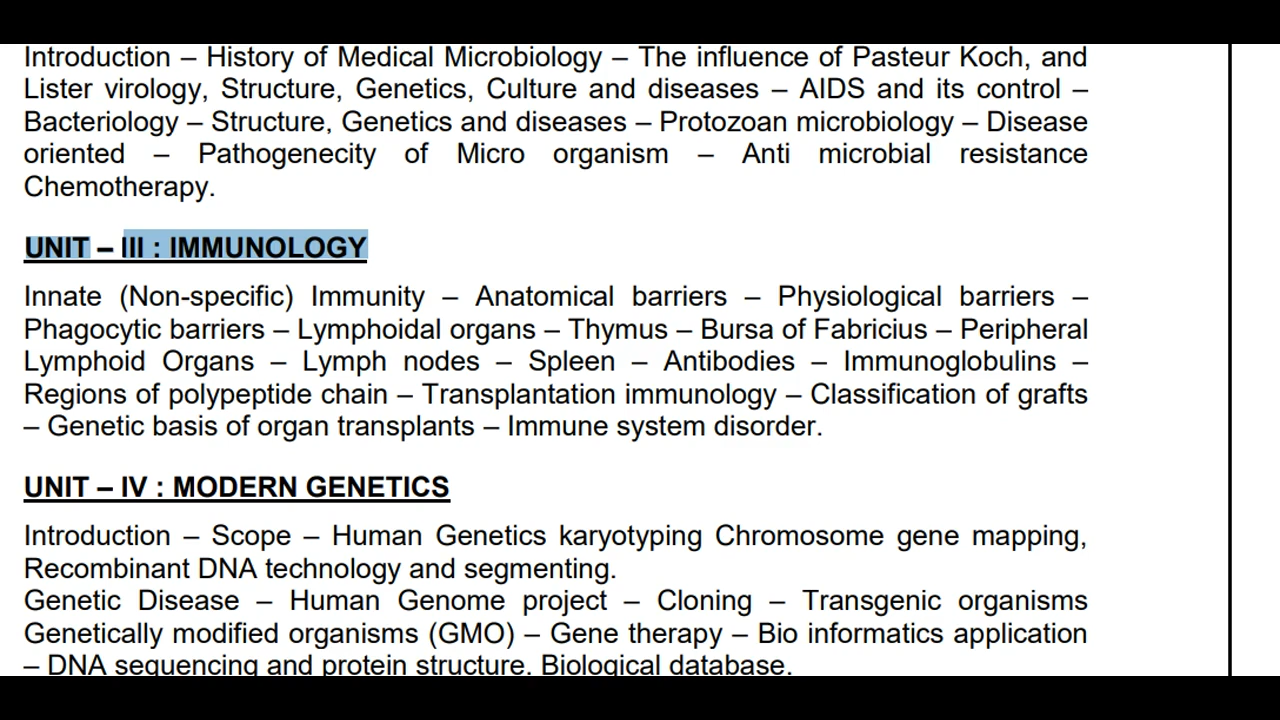 Introduction – History of Medical Microbiology – The influence of Pasteur Koch, and
Lister virology, Structure, Genetics, Culture and diseases – AIDS and its control –
Bacteriology – Structure, Genetics and diseases – Protozoan microbiology – Disease
oriented – Pathogenecity of Micro organism – Anti microbial resistance
Chemotherapy.
UNIT – III : IMMUNOLOGY
Innate (Non-specific) Immunity – Anatomical barriers – Physiological barriers –
Phagocytic barriers – Lymphoidal organs – Thymus – Bursa of Fabricius – Peripheral
Lymphoid Organs – Lymph nodes – Spleen – Antibodies – Immunoglobulins –
Regions of polypeptide chain – Transplantation immunology – Classification of grafts
– Genetic basis of organ transplants – Immune system disorder.
UNIT – IV : MODERN GENETICS
Introduction – Scope – Human Genetics karyotyping Chromosome gene mapping,
Recombinant DNA technology and segmenting.
Genetic Disease – Human Genome project – Cloning – Transgenic organisms
Genetically modified organisms (GMO) – Gene therapy – Bio informatics application
– DNA sequencing and protein structure. Biological database.